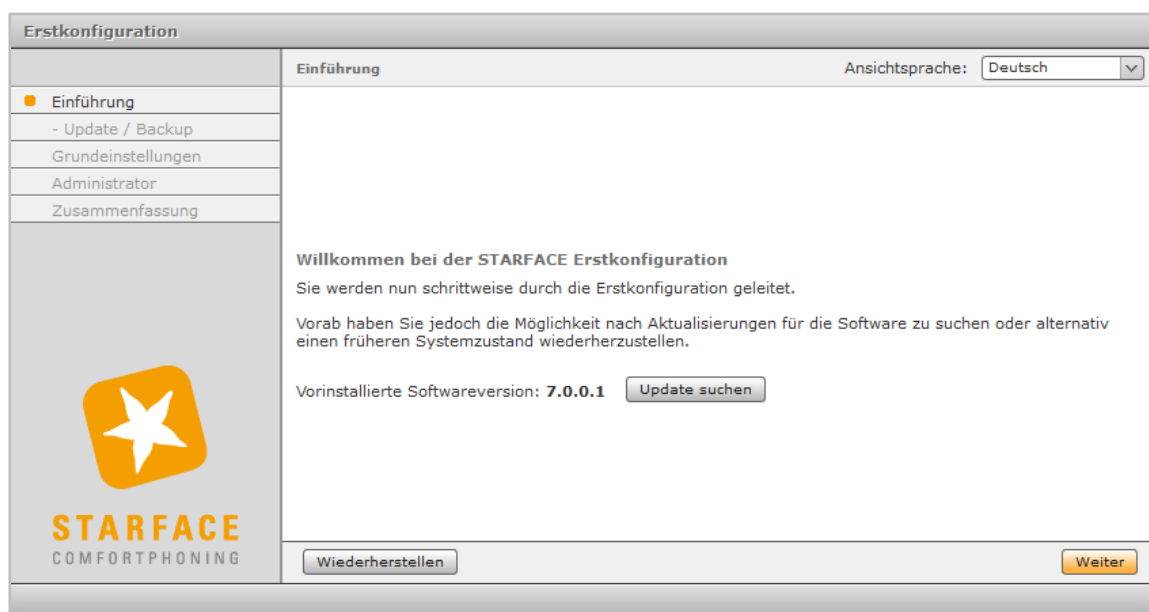 Erstkonfiguration
Einführung
Ansichtsprache: Deutsch
Einführung
- Update / Backup
Grundeinstellungen
Administrator
Zusammenfassung
Willkommen bei der STARFACE Erstkonfiguration
Sie werden nun schrittweise durch die Erstkonfiguration geleitet.
Vorab haben Sie jedoch die Möglichkeit nach Aktualisierungen für die Software zu suchen oder alternativ
einen früheren Systemzustand wiederherzustellen.
Vorinstallierte Softwareversion: 7.0.0.1 Update suchen
STARFACE
COMFORTPHONING
Wiederherstellen
Weiter